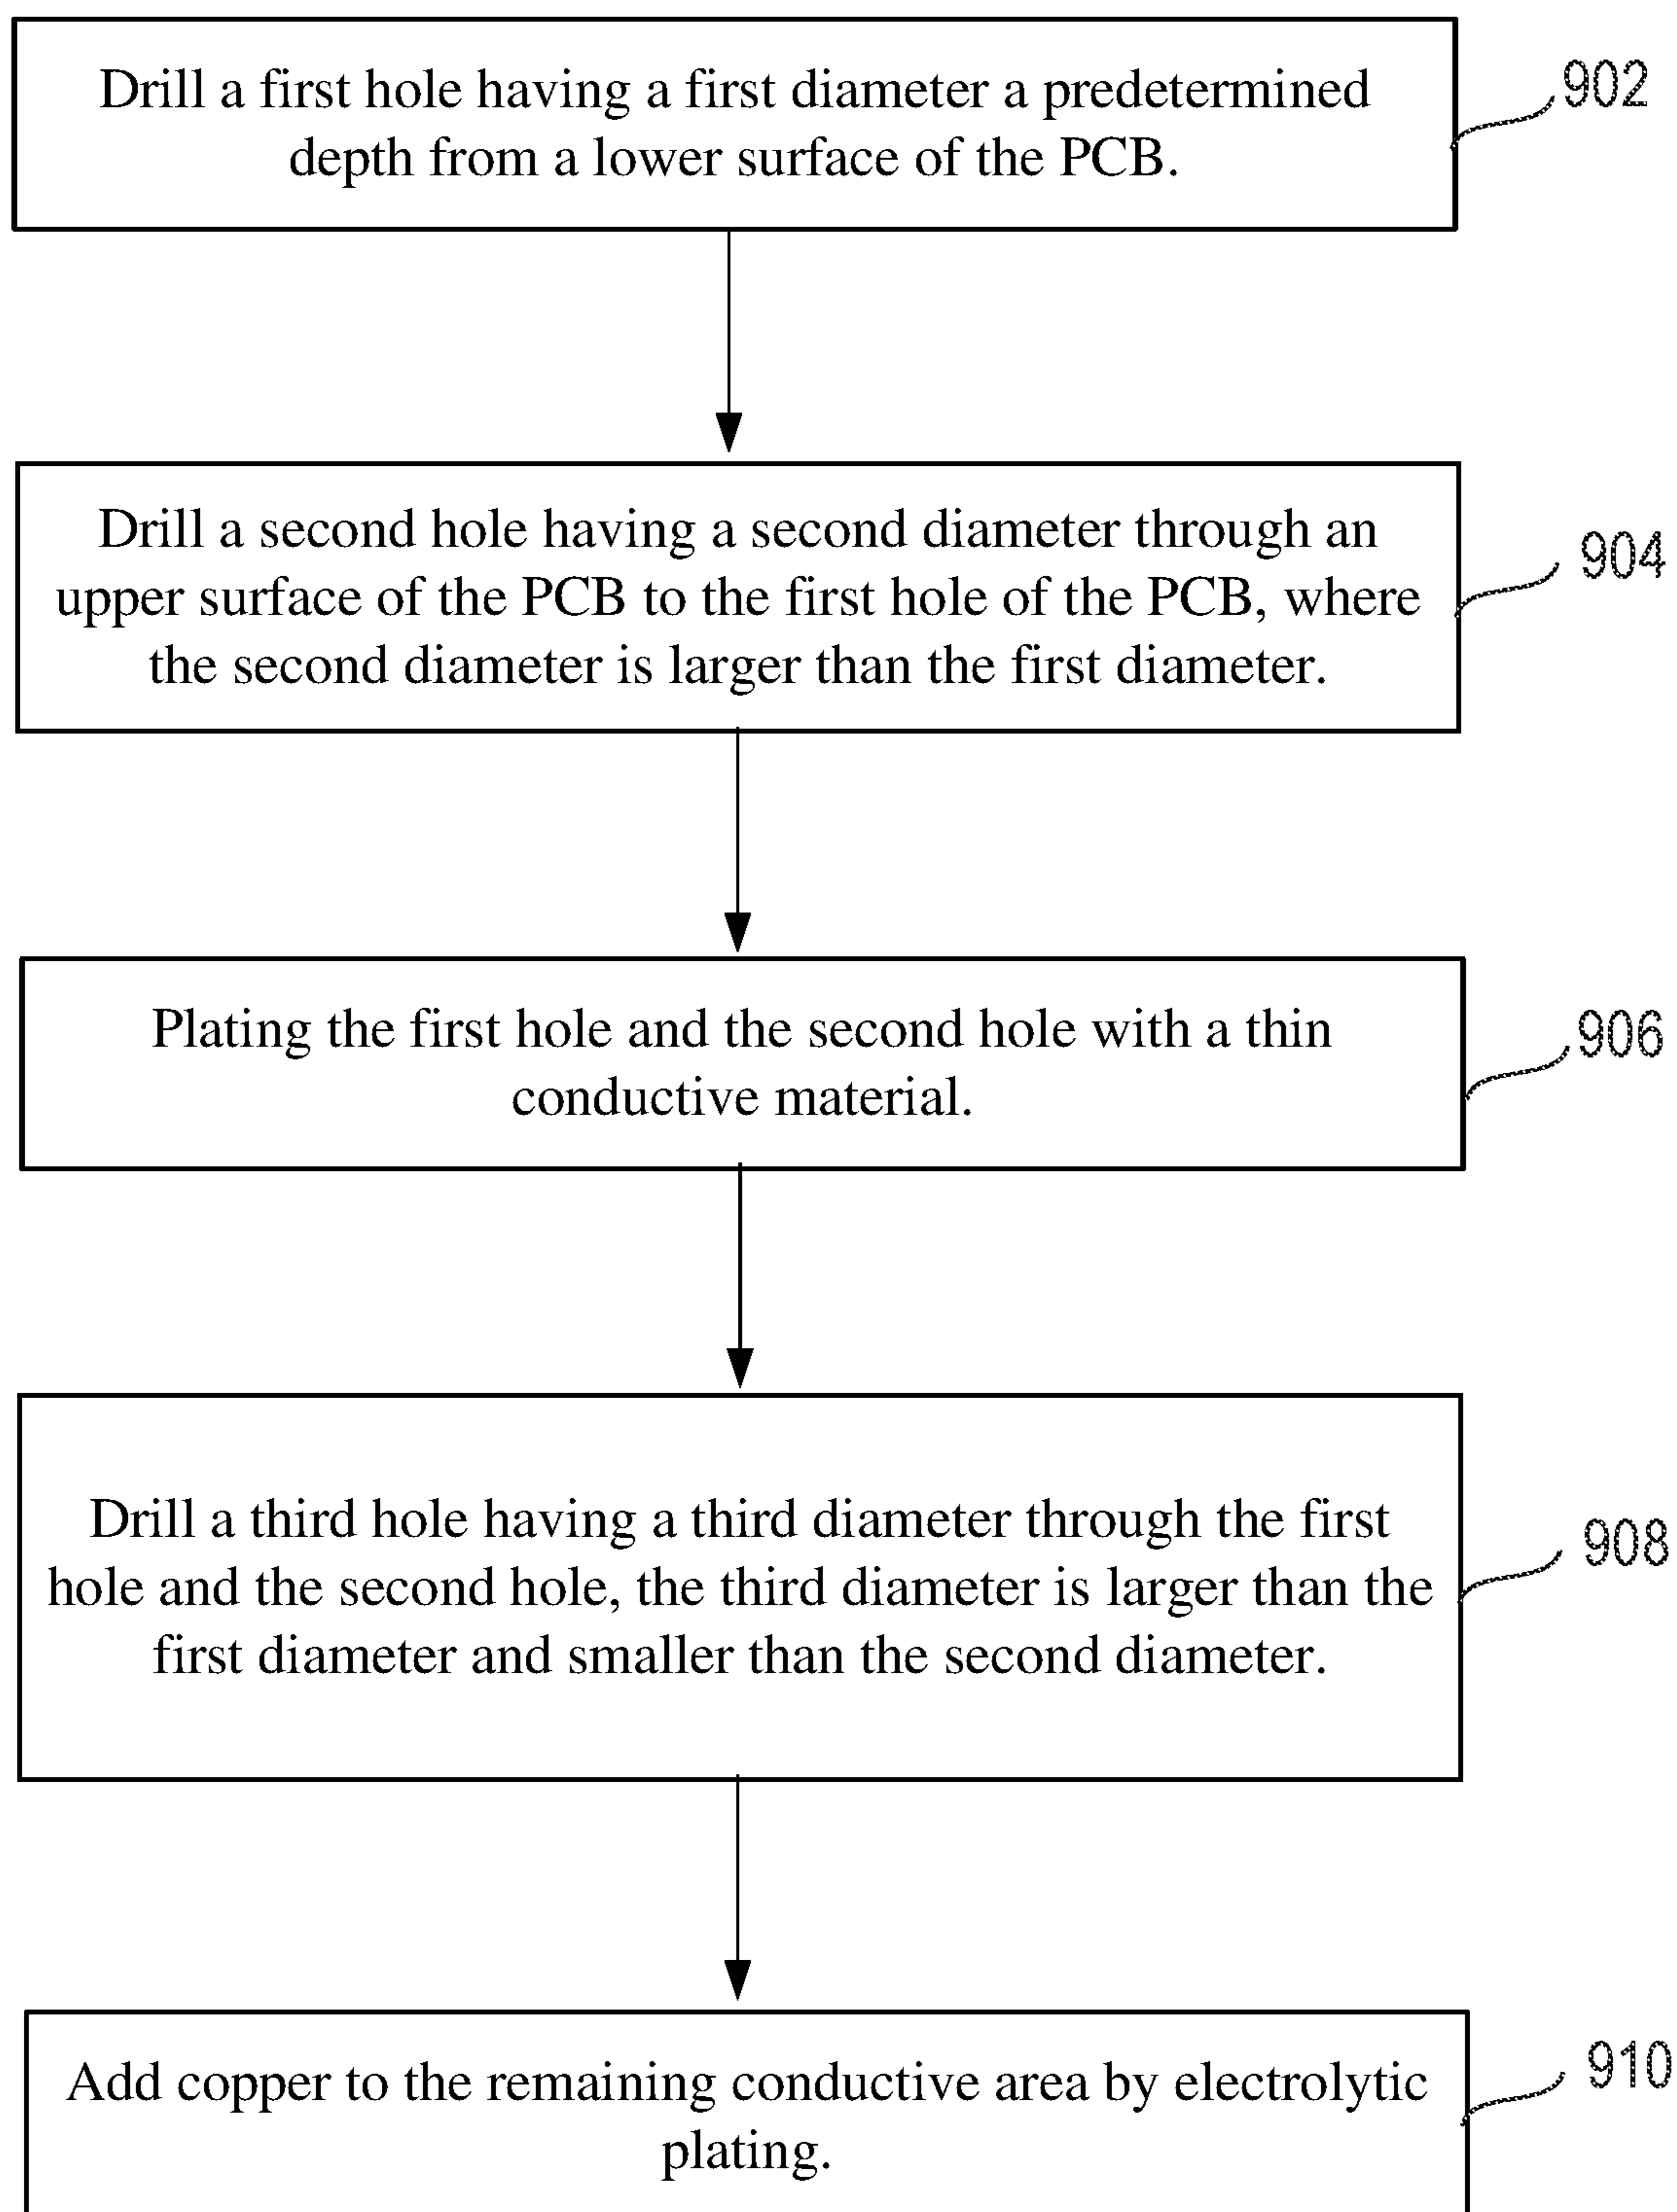 Drill a first hole having a first diameter a predetermined
depth from a lower surface of the PCB.
902
Drill a second hole having a second diameter through an
upper surface of the PCB to the first hole of the PCB, where
the second diameter is larger than the first diameter.
904
Plating the first hole and the second hole with a thin
conductive material.
906
Drill a third hole having a third diameter through the first
hole and the second hole, the third diameter is larger than the
first diameter and smaller than the second diameter.
908
Add copper to the remaining conductive area by electrolytic
plating.
910